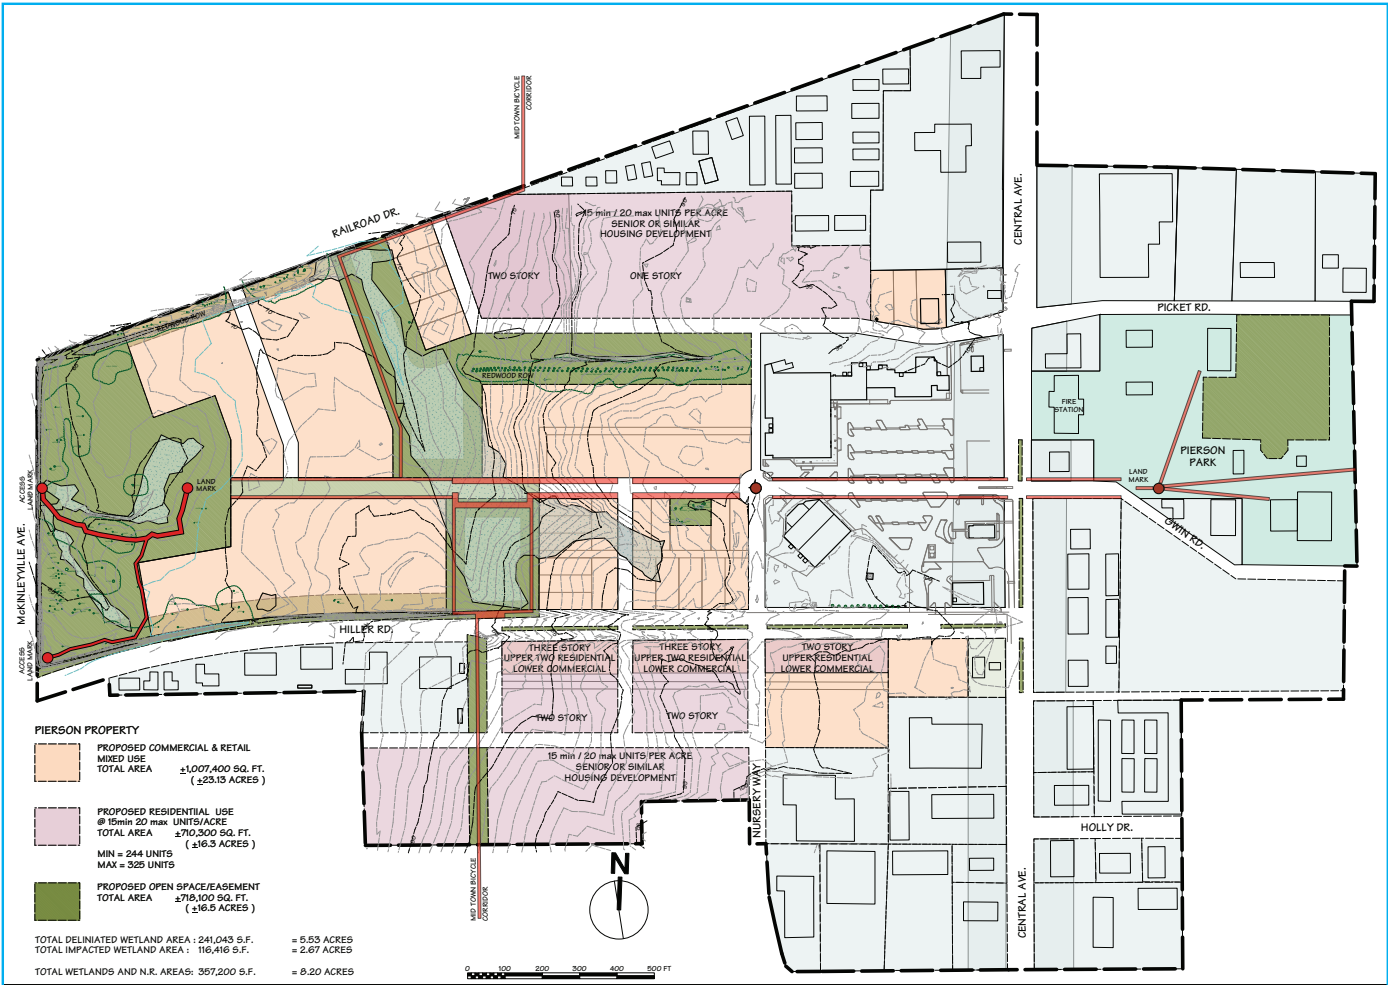 MID TOWN BICYCLE
CORRIDOR
RAILROAD DR.
CENTRAL AVE.
15 min / 20 max UNITS PER ACRE
SENIOR OR SIMILAR
HOUSING DEVELOPMENT
TWO STORY
ONE STORY
PICKET RD.
REDWOOD ROW
REDWOOD ROW
FIRE
STATION
PIERSON
PARK
LAND
MARK
LAND
MARK
ACCESS
LAND MARK
GWIN RD.
McKINLEYVILLE AVE.
ACCESS
LAND MARK
HILLER RD.
THREE STORY
UPPER TWO RESIDENTIAL
LOWER COMMERCIAL
THREE STORY
UPPER TWO RESIDENTIAL
LOWER COMMERCIAL
TWO STORY
UPPER RESIDENTIAL
LOWER COMMERCIAL
TWO STORY
TWO STORY
15 min / 20 max UNITS PER ACRE
SENIOR OR SIMILAR
HOUSING DEVELOPMENT
NURSERY WAY
HOLLY DR.
CENTRAL AVE.
MID TOWN BICYCLE
CORRIDOR
N
PIERSON PROPERTY
PROPOSED COMMERCIAL & RETAIL
MIXED USE
TOTAL AREA ±1,007,400 SQ. FT.
( ±23.13 ACRES )
PROPOSED RESIDENTIIAL USE
@ 15min 20 max UNITS/ACRE
TOTAL AREA ±710,300 SQ. FT.
( ±16.3 ACRES )
MIN = 244 UNITS
MAX = 325 UNITS
PROPOSED OPEN SPACE/EASEMENT
TOTAL AREA ±718,100 SQ. FT.
( ±16.5 ACRES )
TOTAL DELINIATED WETLAND AREA : 241,043 S.F. = 5.53 ACRES
TOTAL IMPACTED WETLAND AREA : 116,416 S.F. = 2.67 ACRES
TOTAL WETLANDS AND N.R. AREAS: 357,200 S.F. = 8.20 ACRES
0 100 200 300 400 500 FT